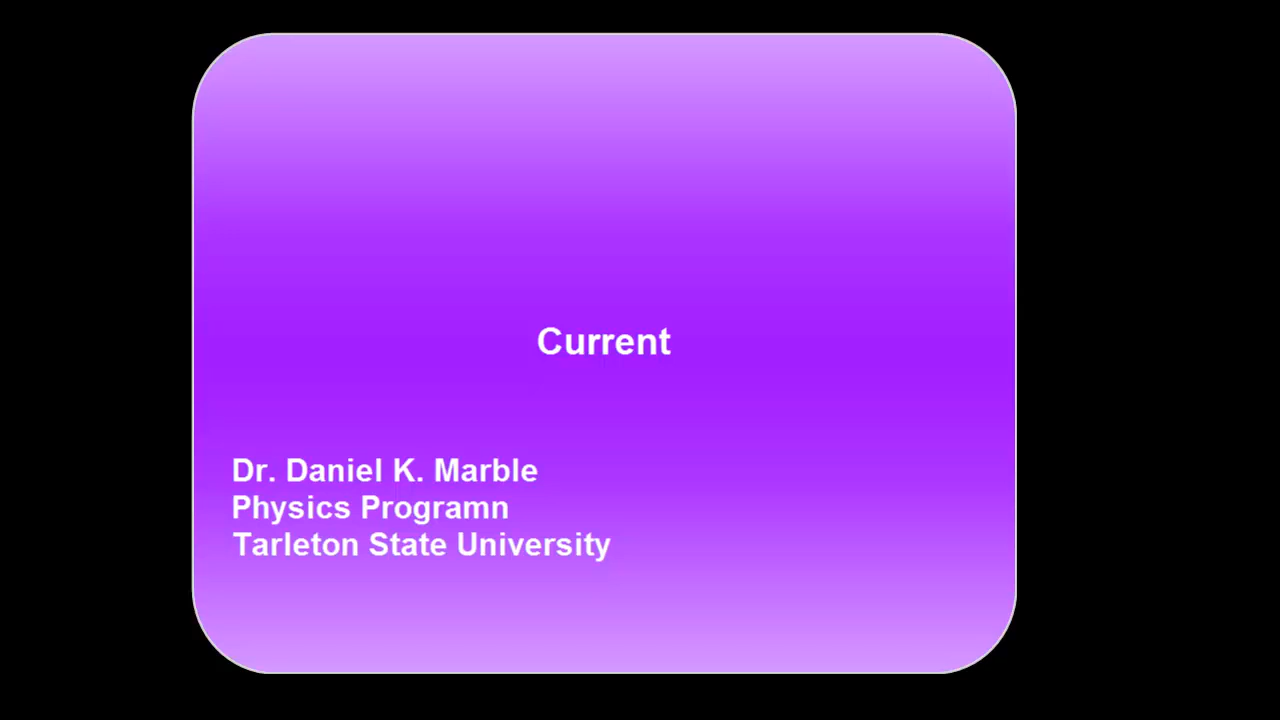 Current
Dr. Daniel K. Marble
Physics Programn
Tarleton State University